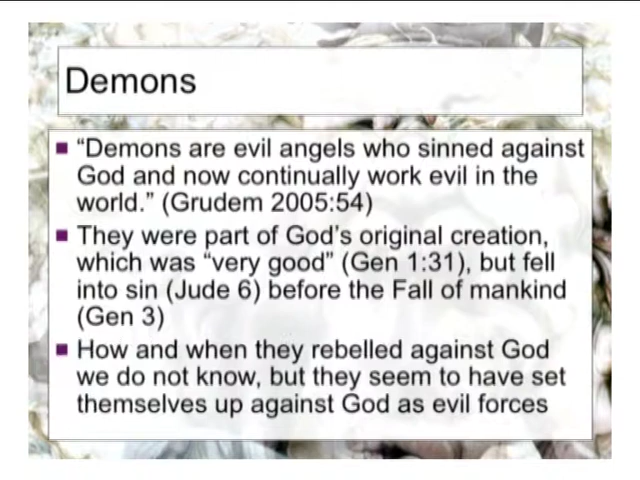 Demons
“Demons are evil angels who sinned against
God and now continually work evil in the
world.” (Grudem 2005:54)
They were part of God’s original creation,
which was “very good” (Gen 1:31), but fell
into sin (Jude 6) before the Fall of mankind
(Gen 3)
How and when they rebelled against God
we do not know, but they seem to have set
themselves up against God as evil forces